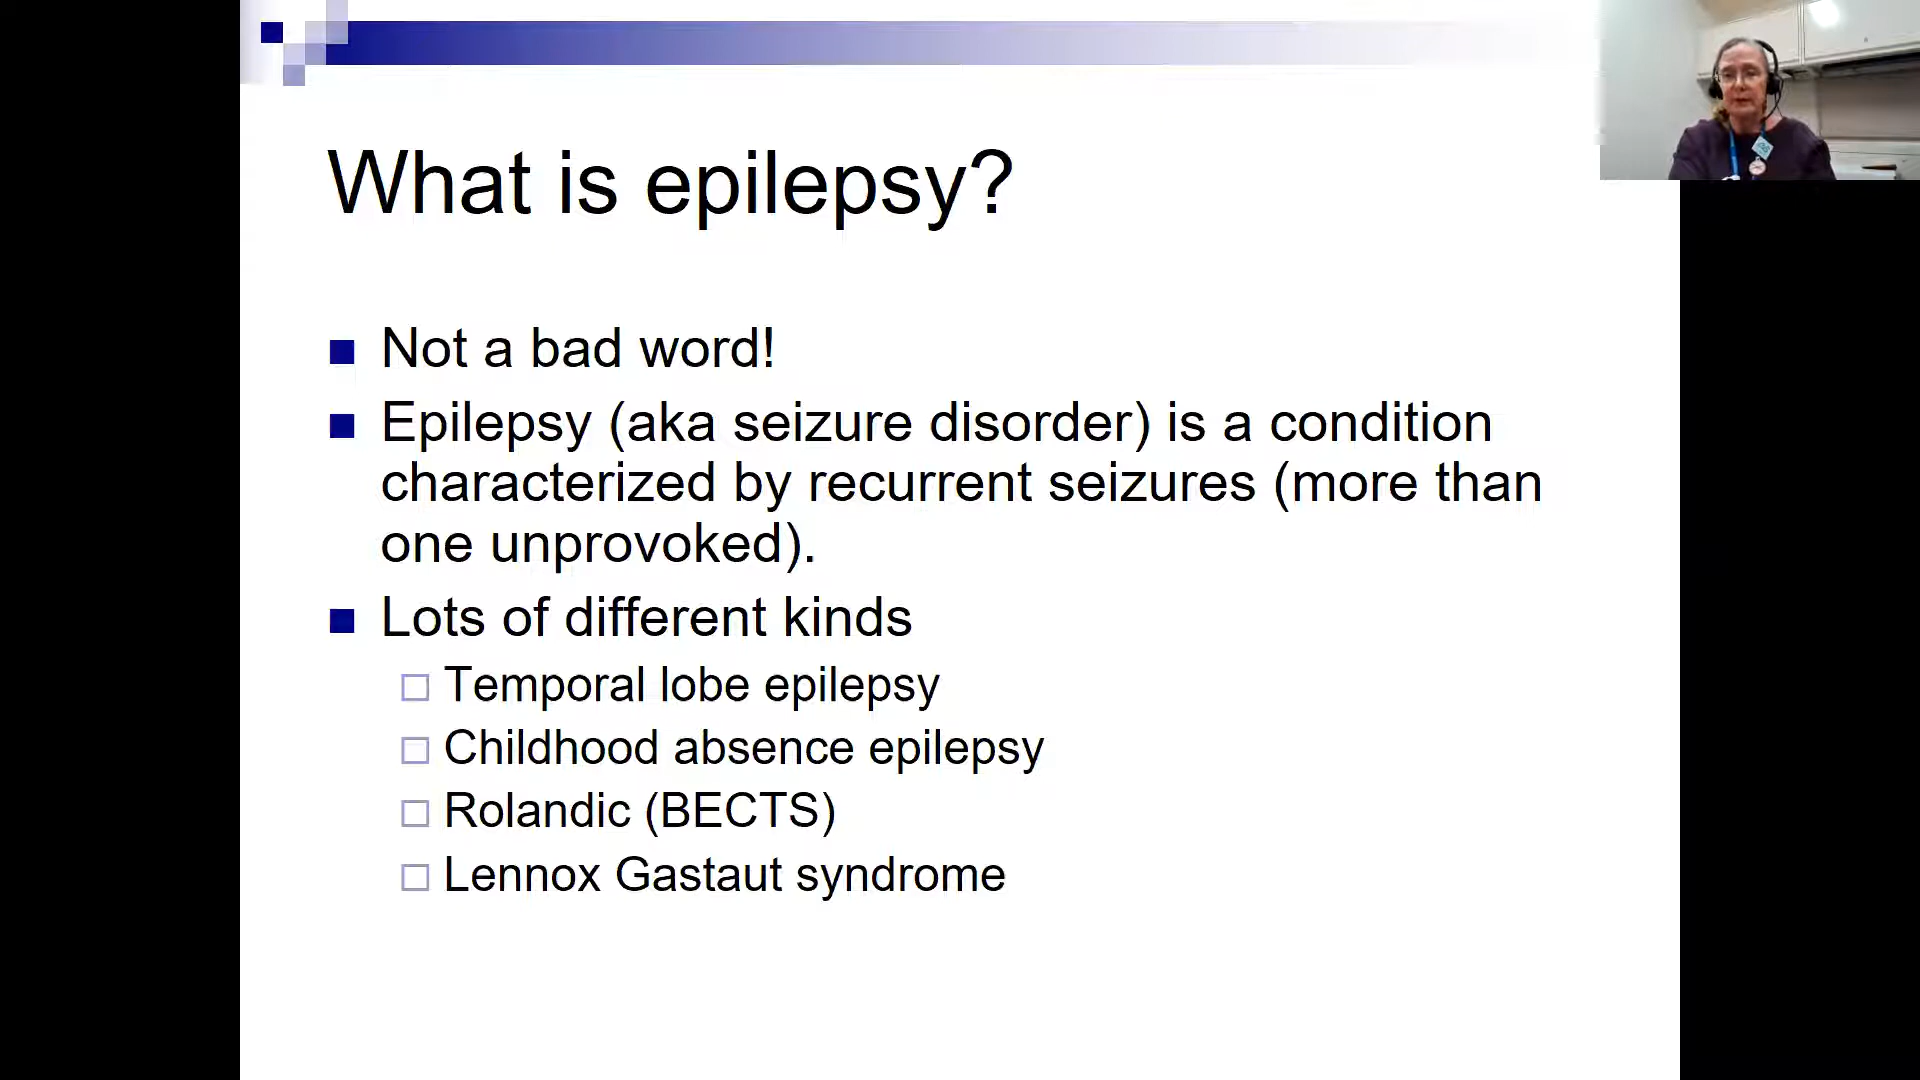 What is epilepsy?
Not a bad word!
Epilepsy (aka seizure disorder) is a condition
characterized by recurrent seizures (more than
one unprovoked).
Lots of different kinds
Temporal lobe epilepsy
Childhood absence epilepsy
Rolandic (BECTS)
Lennox Gastaut syndrome